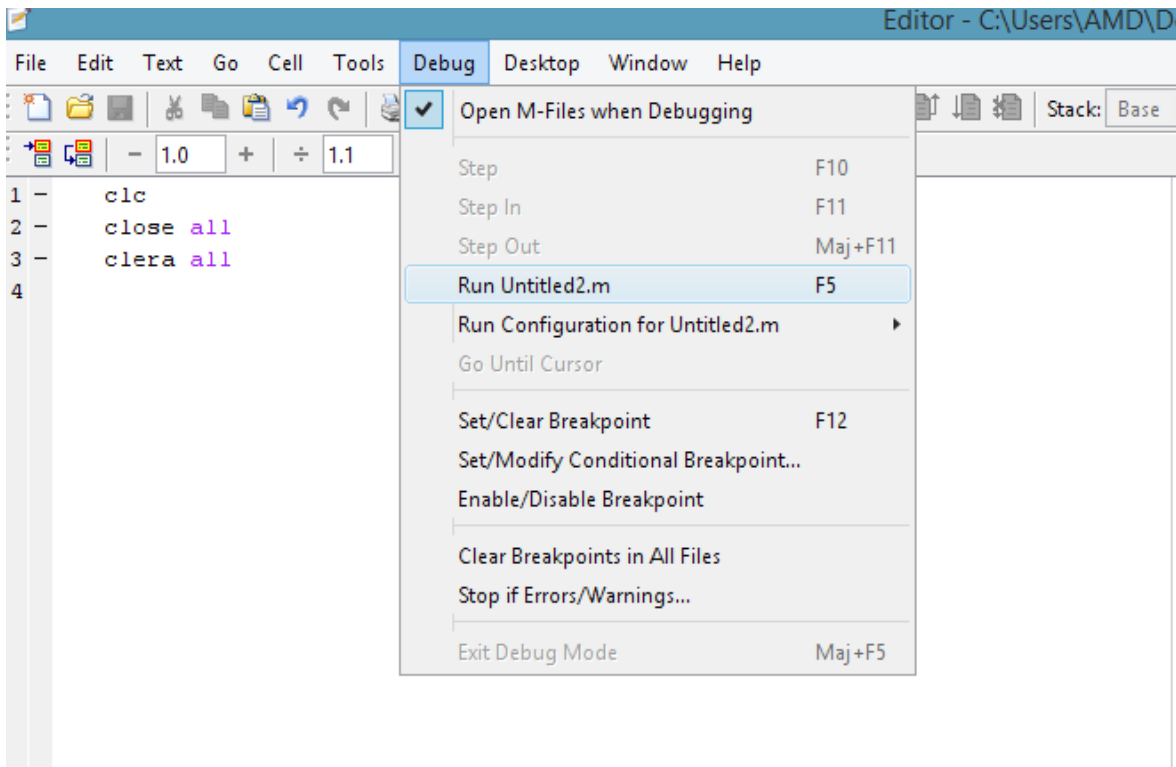 Editor - C:\Users\AMD\D
File Edit Text Go Cell Tools Debug Desktop Window Help
Open M-Files when Debugging
Stack: Base
1.0
1.1
Step F10
Step In F11
Step Out Maj+F11
Run Untitled2.m F5
Run Configuration for Untitled2.m
Go Until Cursor
Set/Clear Breakpoint F12
Set/Modify Conditional Breakpoint...
Enable/Disable Breakpoint
Clear Breakpoints in All Files
Stop if Errors/Warnings...
Exit Debug Mode Maj+F5
1 – clc
2 – close all
3 – clera all
4